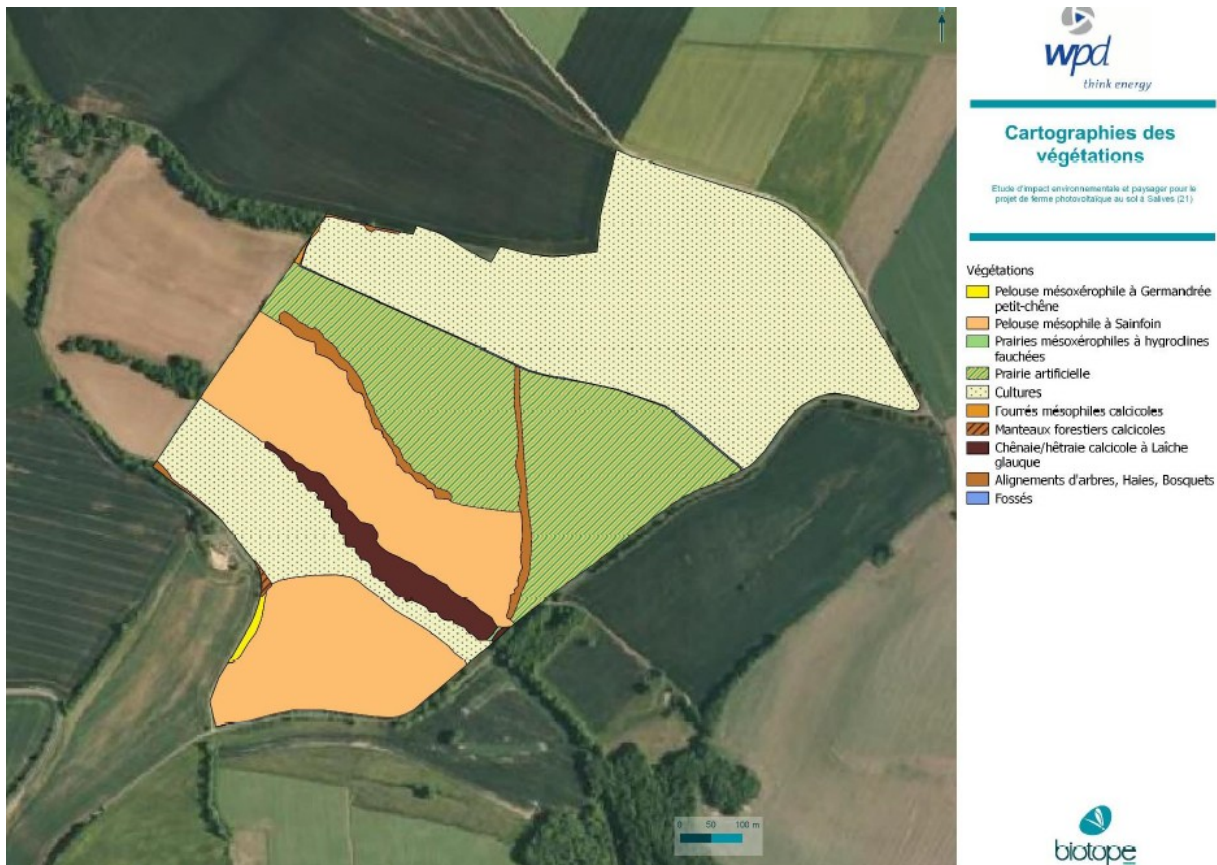 wpd
think energy
Cartographies des
végétations
Etude d'impact environnementale et paysager pour le
projet de ferme photovoltaïque au sol à Salives (21)
Végétations
Pelouse mésoxérophile à Germandrée
petit-chêne
Pelouse mésophile à Sainfoin
Prairies mésoxérophiles à hygroclines
fauchées
Prairie artificielle
Cultures
Fourrés mésophiles calcicoles
Manteaux forestiers calcicoles
Chênaie/hêtraie calcicole à Laîche
glauque
Alignements d'arbres, Haies, Bosquets
Fossés
0 50 100 m
biotope